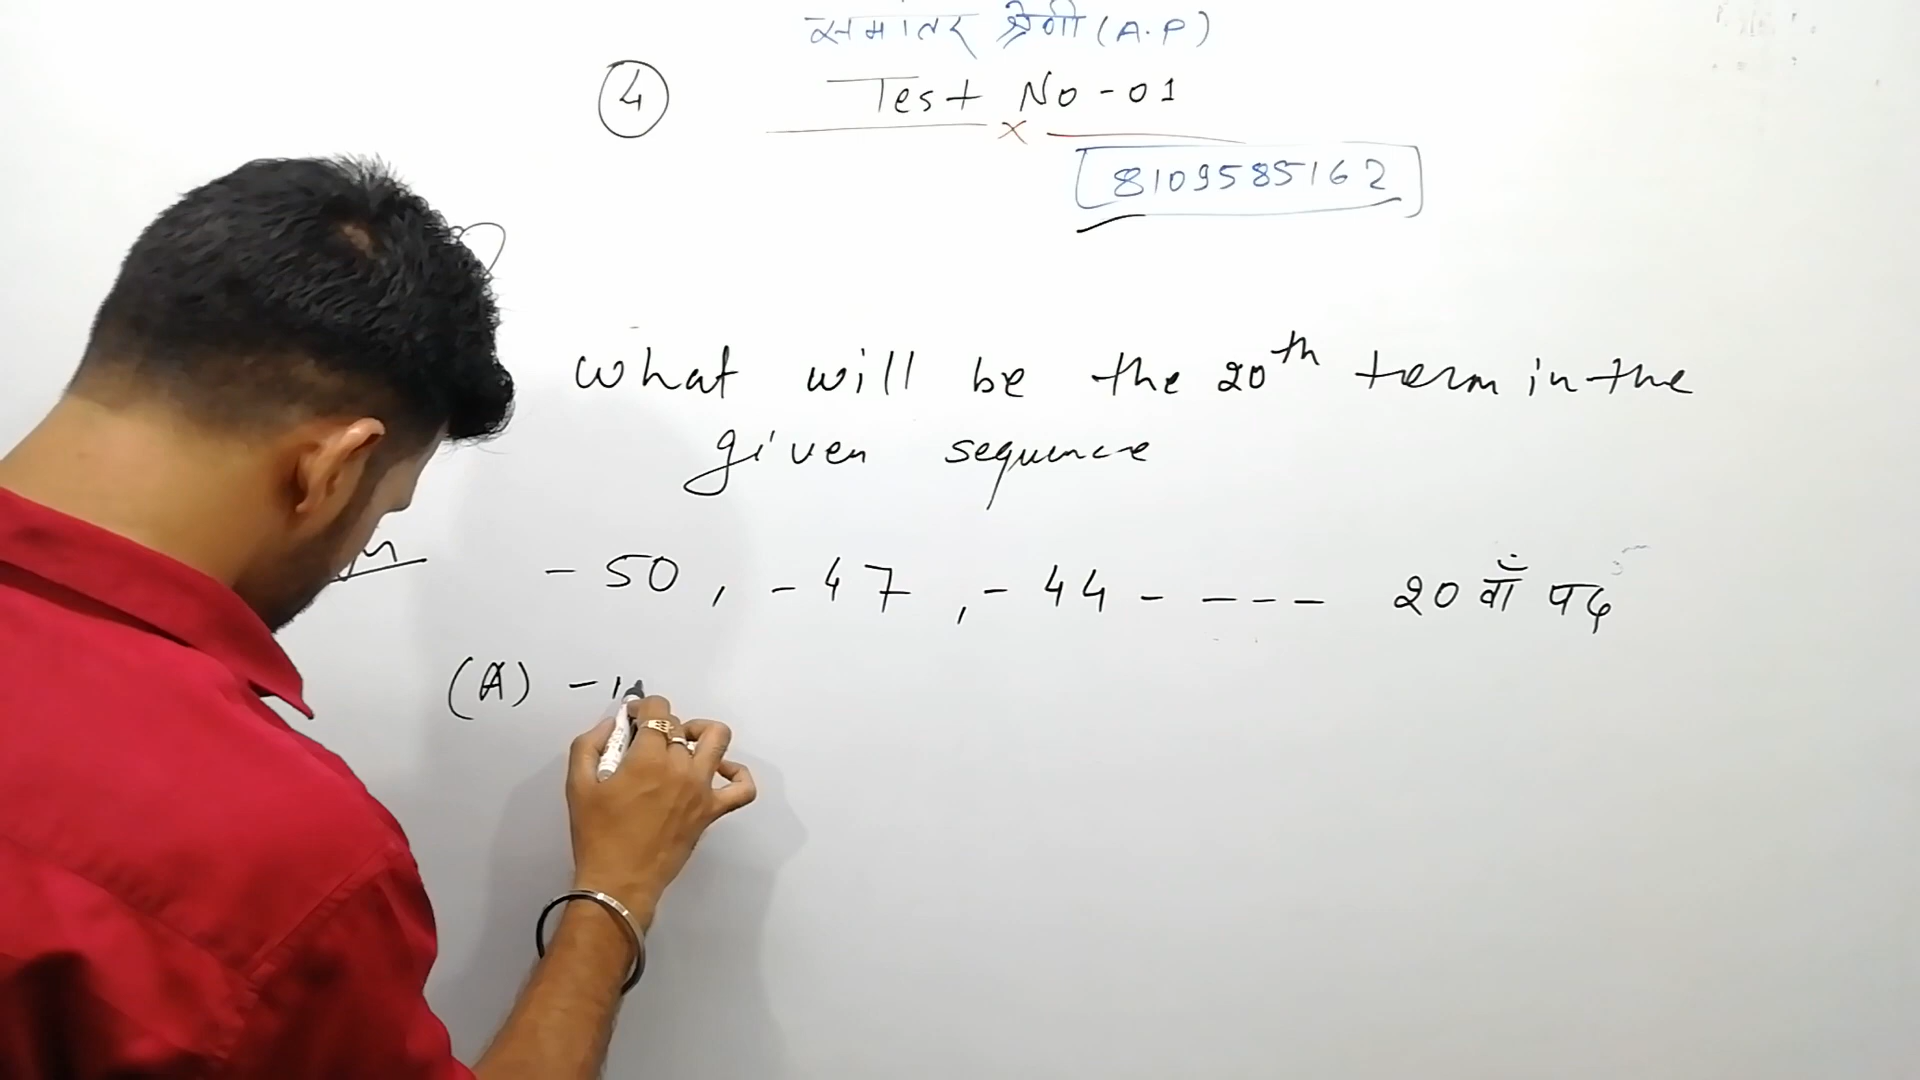 समांतर श्रेणी (A.P)
4 Test No-01
x
8109585162
What will be the 20th term in the
given sequence
- 50, - 47, - 44 - - - - - 20 वाँ पद
(A) - 1